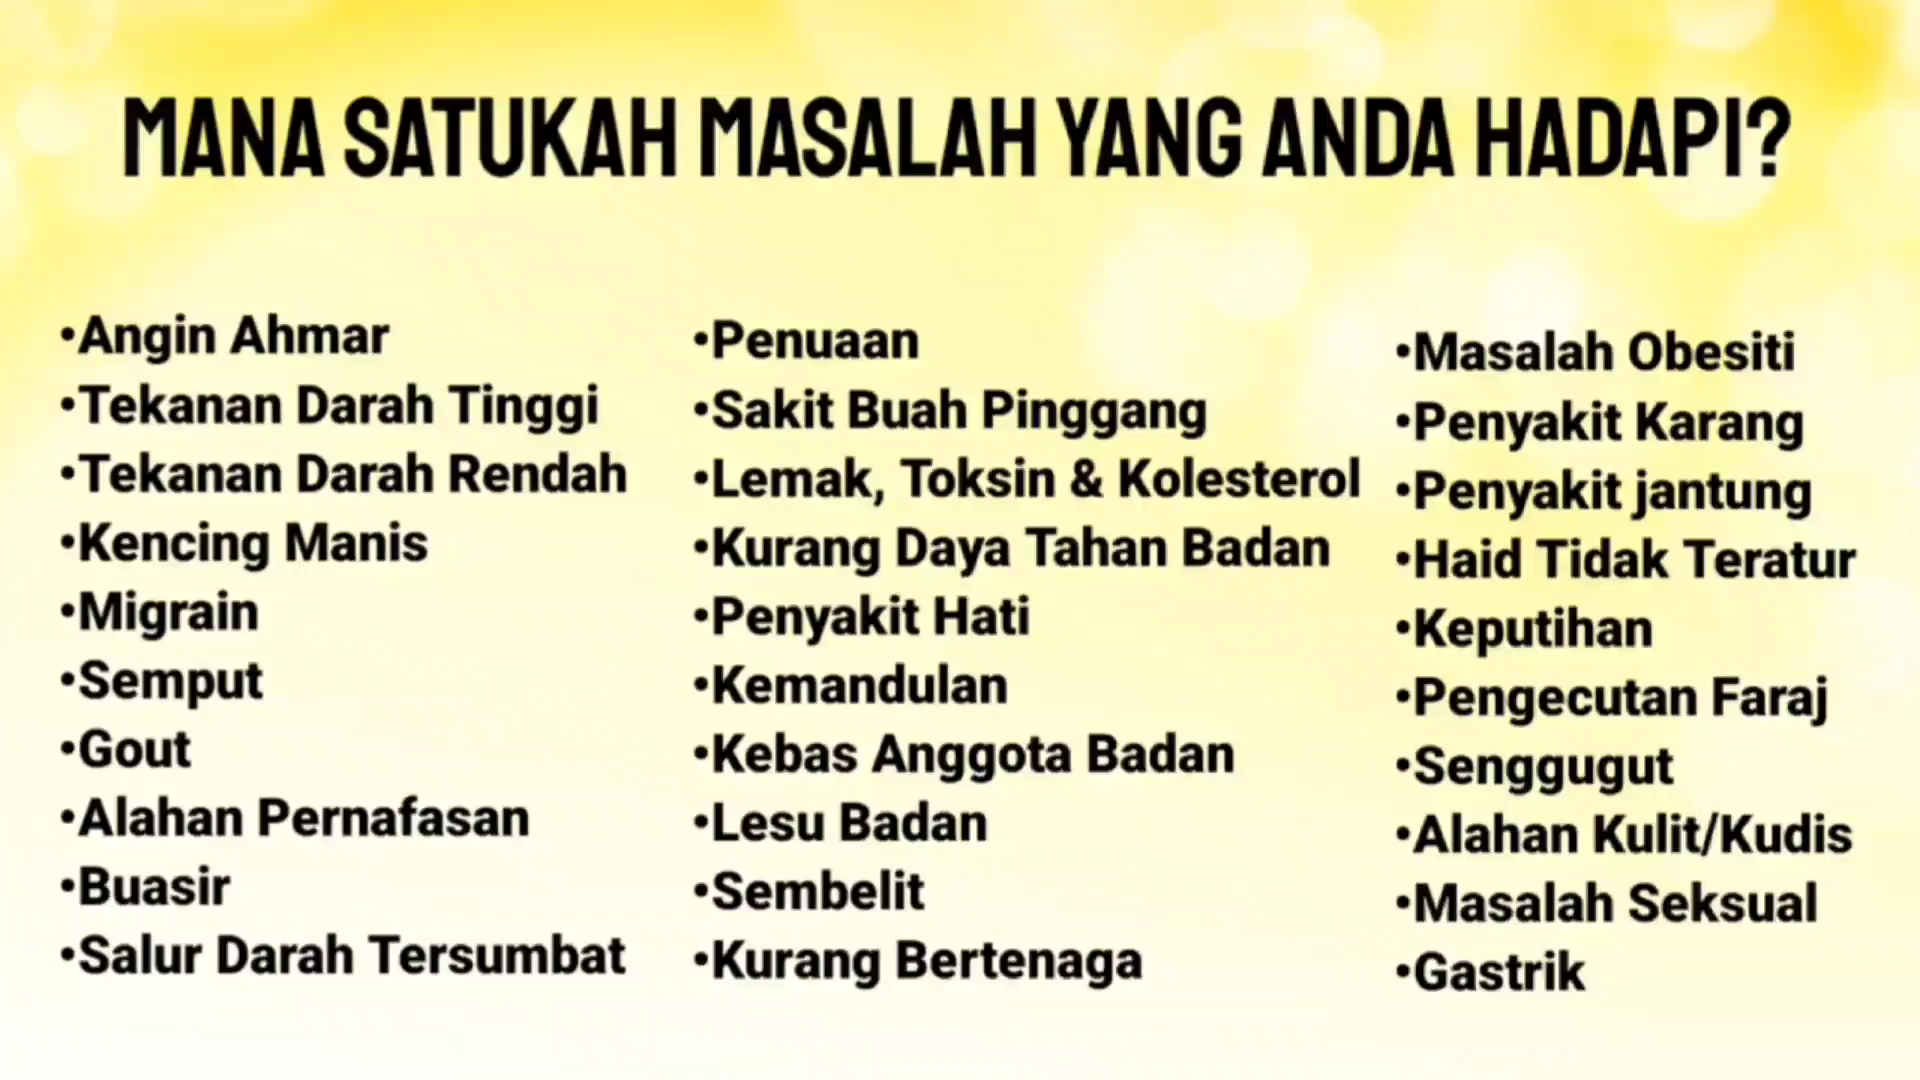 MANA SATUKAH MASALAH YANG ANDA HADAPI?
•Angin Ahmar
•Tekanan Darah Tinggi
•Tekanan Darah Rendah
•Kencing Manis
•Migrain
•Semput
•Gout
•Alahan Pernafasan
•Buasir
•Salur Darah Tersumbat
•Penuaan
•Sakit Buah Pinggang
•Lemak, Toksin & Kolesterol
•Kurang Daya Tahan Badan
•Penyakit Hati
•Kemandulan
•Kebas Anggota Badan
•Lesu Badan
•Sembelit
•Kurang Bertenaga
•Masalah Obesiti
•Penyakit Karang
•Penyakit jantung
•Haid Tidak Teratur
•Keputihan
•Pengecutan Faraj
•Senggugut
•Alahan Kulit/Kudis
•Masalah Seksual
•Gastrik